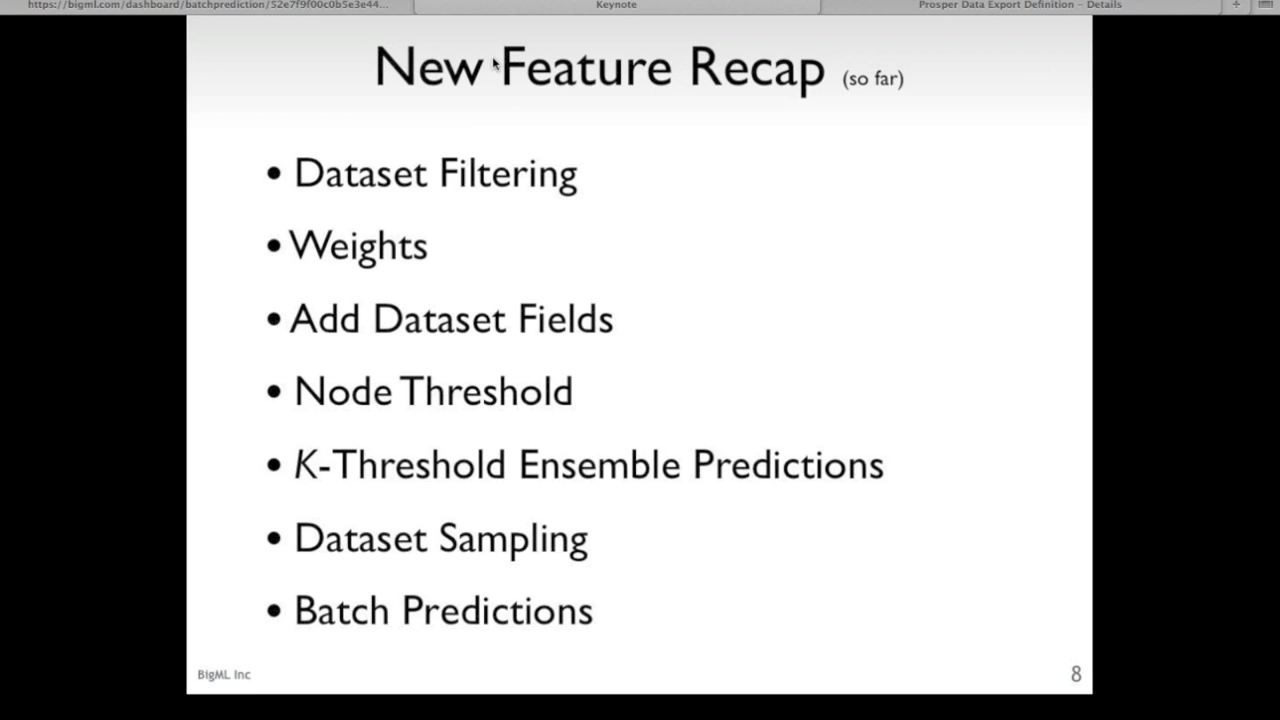 https://bigml.com/dashboard/batchprediction/52e7f9f00c0b5e3e44...
Keynote
Prosper Data Export Definition - Details
New Feature Recap (so far)
• Dataset Filtering
• Weights
• Add Dataset Fields
• Node Threshold
• K-Threshold Ensemble Predictions
• Dataset Sampling
• Batch Predictions
BigML Inc
8